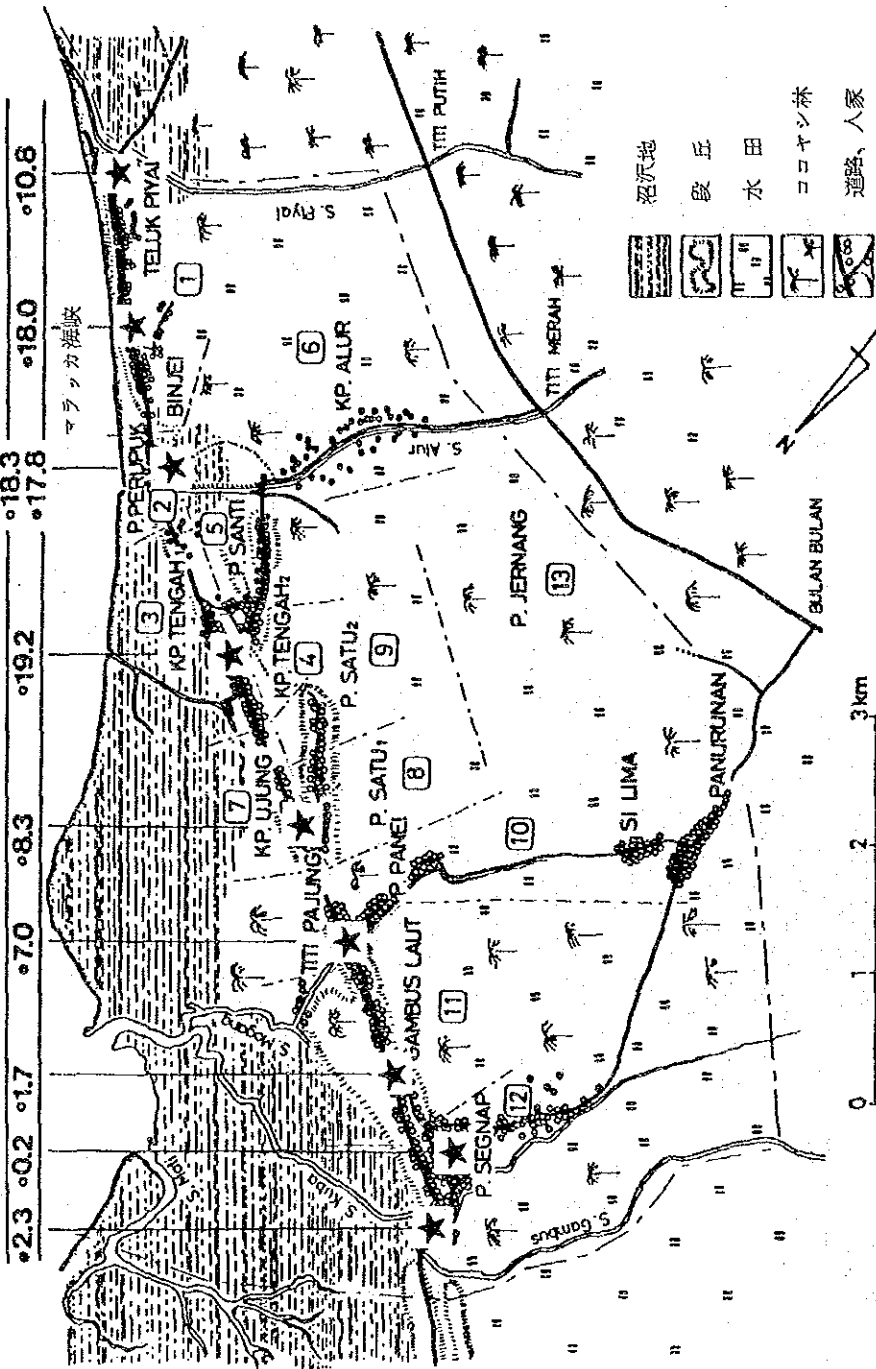 °2.3 °0.2 °1.7 °7.0 °8.3 °19.2 °18.3 °18.0 °10.8
°17.8
マラッカ海峡
S. Mati
S. Kuba
S. Mogang
S. Gambus
P. SEGNAP
GAMBUS LAUT
TITI PAJUNG
P. PANEI
KP. UJUNG
P. SATU₁
P. SATU₂
KP. TENGAH₁
KP. TENGAH₂
P. SANTI
P. PERUPUK
BINJEI
TELUK PIYAI
KP. ALUR
S. Alur
S. Piyai
TITI PUTIH
TITI MERAH
P. JERNANG
SI LIMA
PANURUNAN
BULAN BULAN
1
2
3
4
5
6
7
8
9
10
11
12
13
N
0 1 2 3km
沼沢地
段丘
水田
ココヤシ林
道路、人家